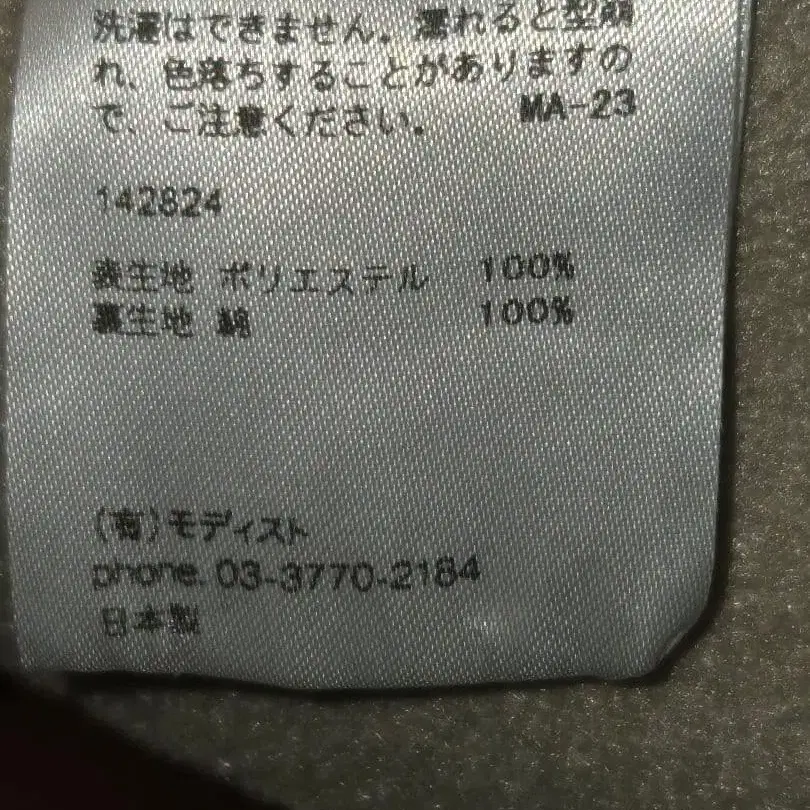 洗濯はできません。濡れると型崩
れ、色落ちすることがありますの
で、ご注意ください。 MA-23
142824
表生地 ポリエステル 100%
裏生地 綿 100%
(有)モディスト
phone. 03-3770-2184
日本製